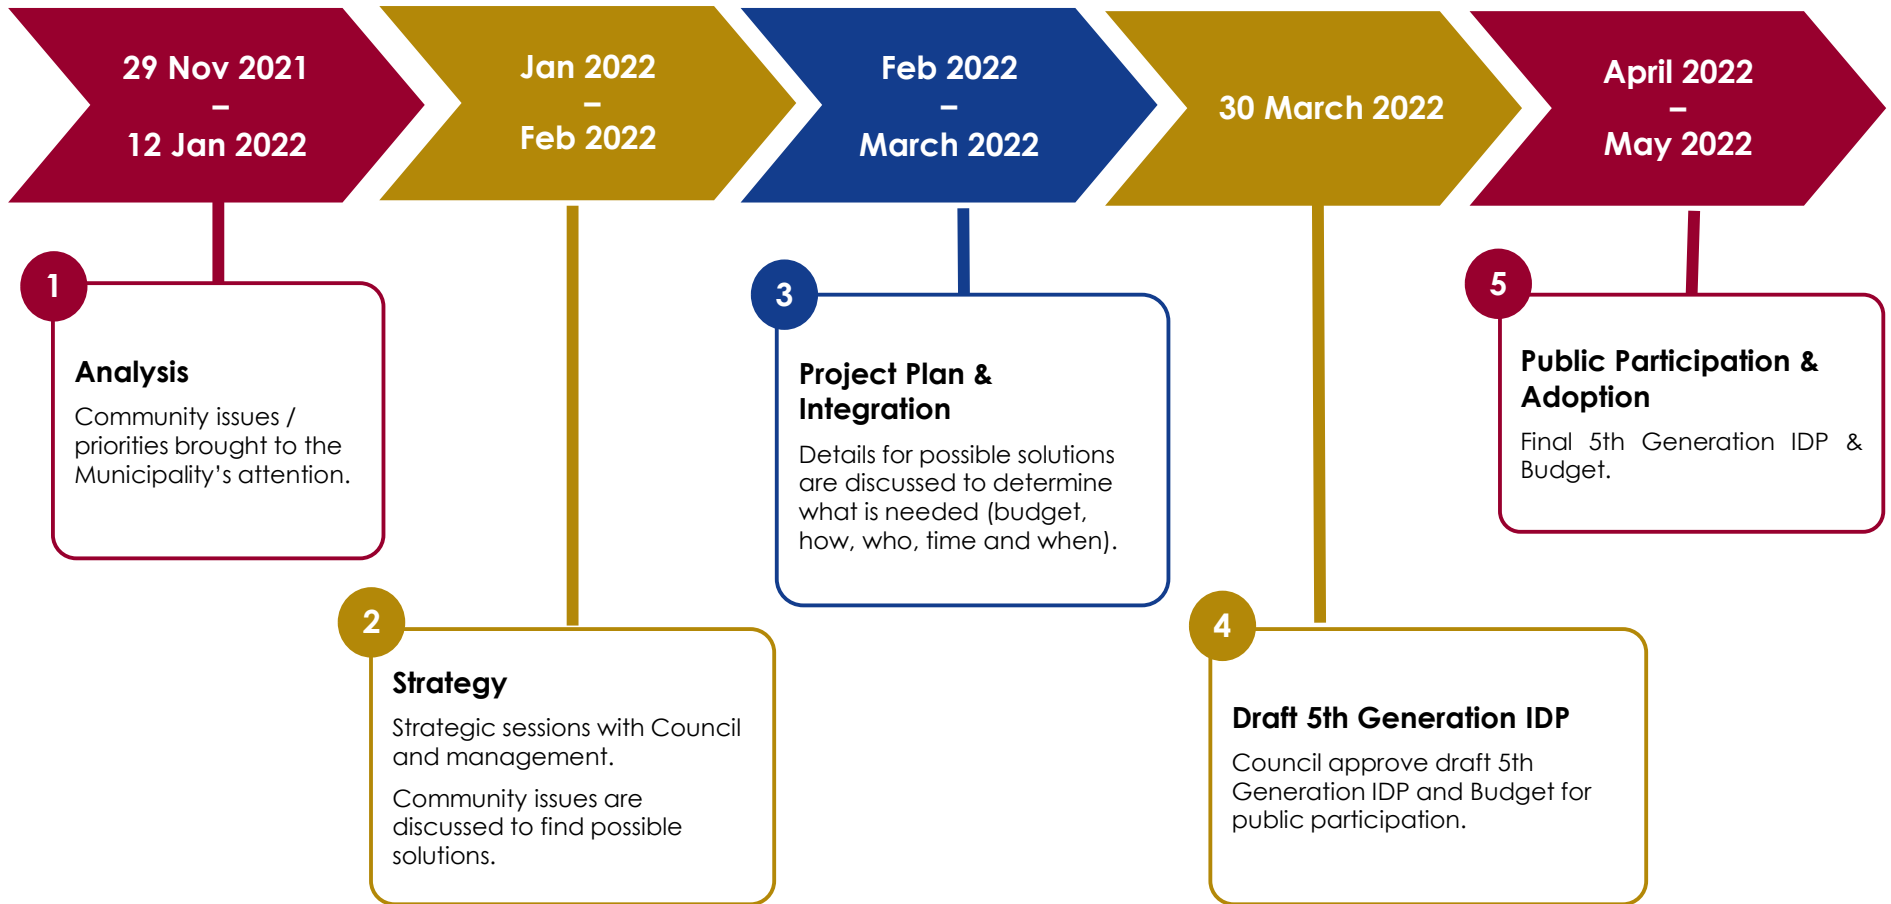 29 Nov 2021
–
12 Jan 2022
Jan 2022
–
Feb 2022
Feb 2022
–
March 2022
30 March 2022
April 2022
–
May 2022
1
Analysis
Community issues /
priorities brought to the
Municipality’s attention.
2
Strategy
Strategic sessions with Council
and management.
Community issues are
discussed to find possible
solutions.
3
Project Plan &
Integration
Details for possible solutions
are discussed to determine
what is needed (budget,
how, who, time and when).
4
Draft 5th Generation IDP
Council approve draft 5th
Generation IDP and Budget for
public participation.
5
Public Participation &
Adoption
Final 5th Generation IDP &
Budget.